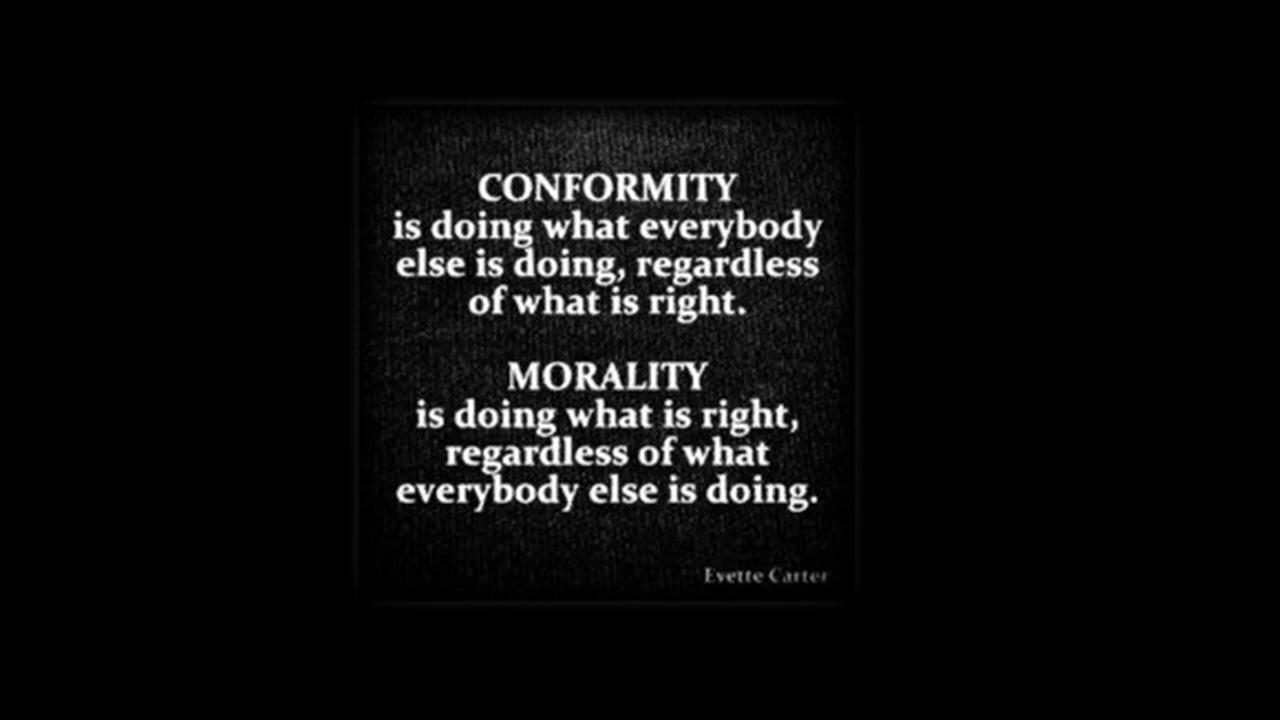 CONFORMITY
is doing what everybody
else is doing, regardless
of what is right.
MORALITY
is doing what is right,
regardless of what
everybody else is doing.
Evette Carter